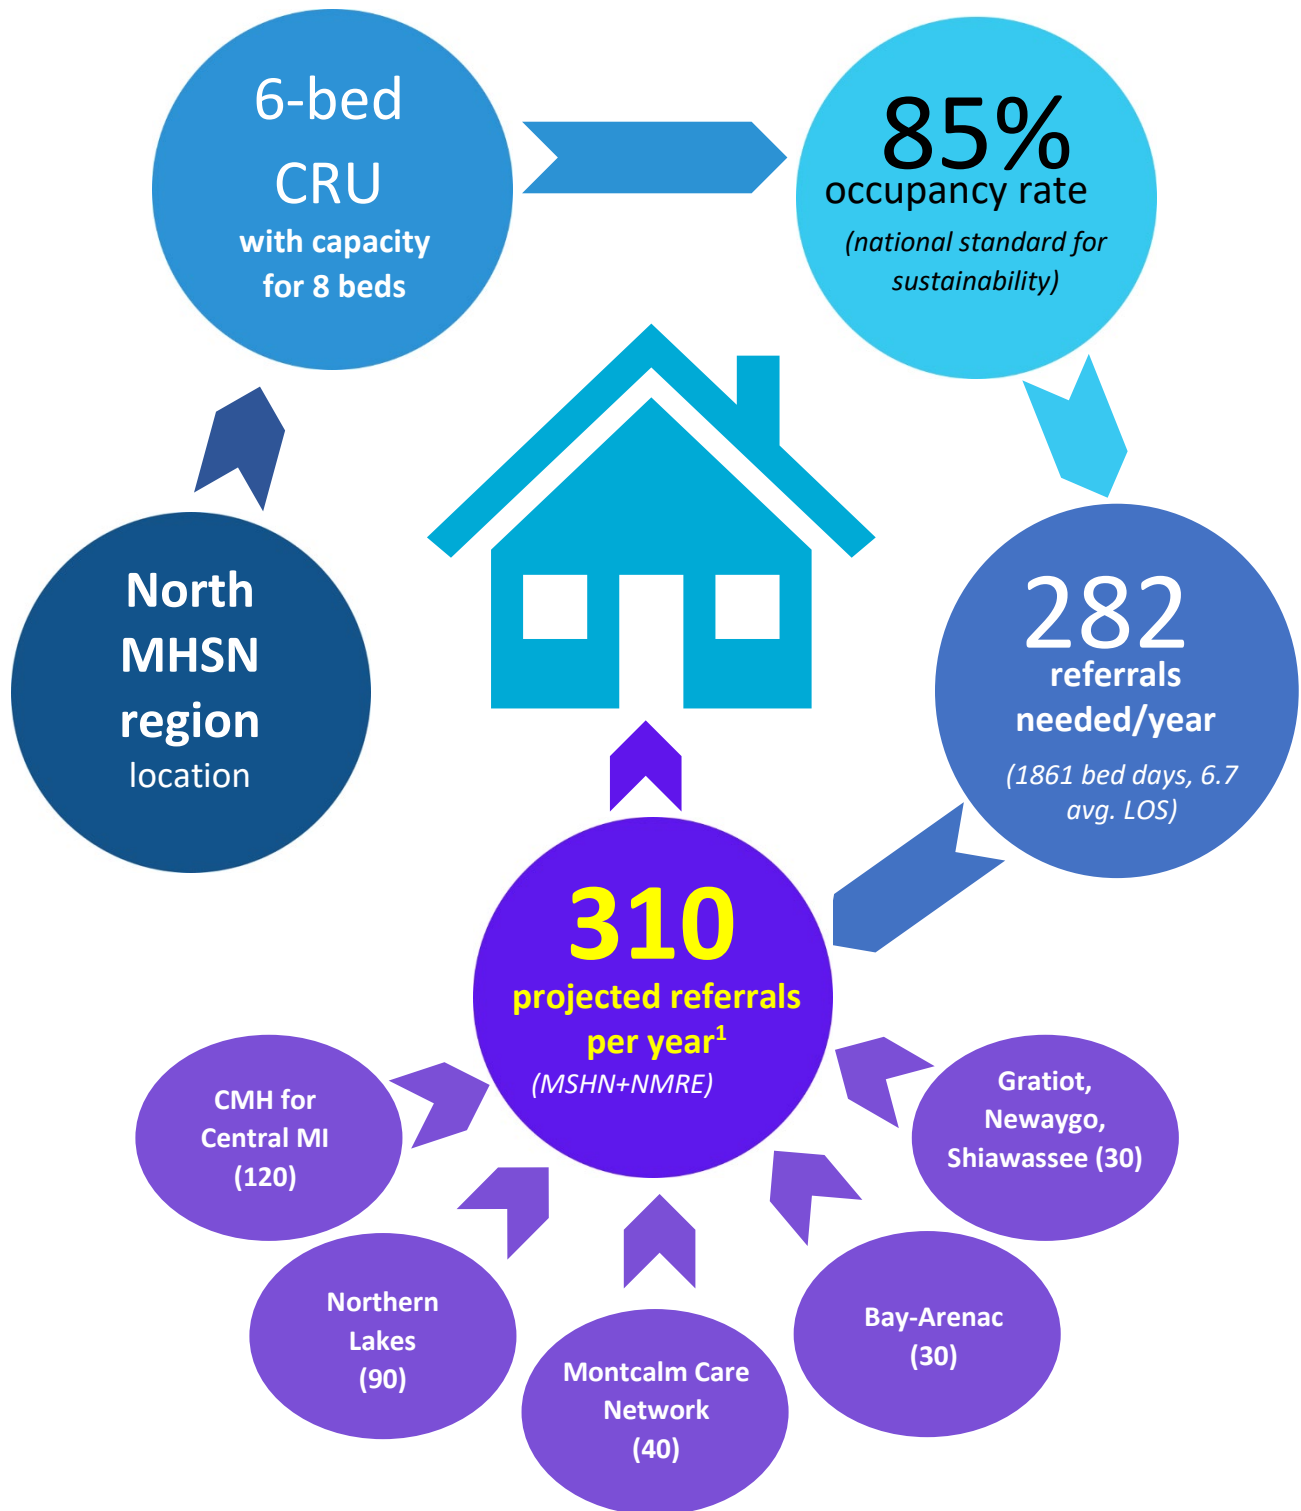 6-bed
CRU
with capacity
for 8 beds
85%
occupancy rate
(national standard for
sustainability)
North
MHSN
region
location
282
referrals
needed/year
(1861 bed days, 6.7
avg. LOS)
310
projected referrals
per year¹
(MSHN+NMRE)
CMH for
Central MI
(120)
Northern
Lakes
(90)
Montcalm Care
Network
(40)
Bay-Arenac
(30)
Gratiot,
Newaygo,
Shiawassee (30)